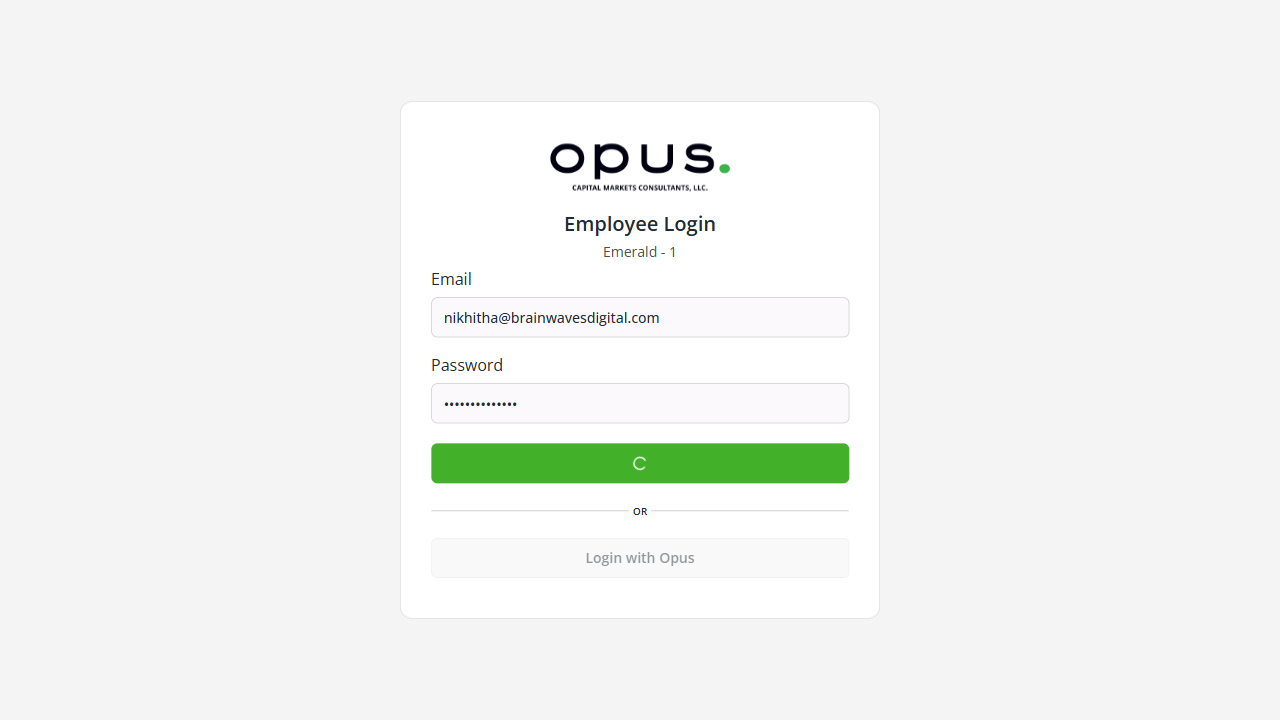 opus.
CAPITAL MARKETS CONSULTANTS, LLC.
Employee Login
Emerald - 1
Email
nikhitha@brainwavesdigital.com
Password
••••••••••••••
OR
Login with Opus